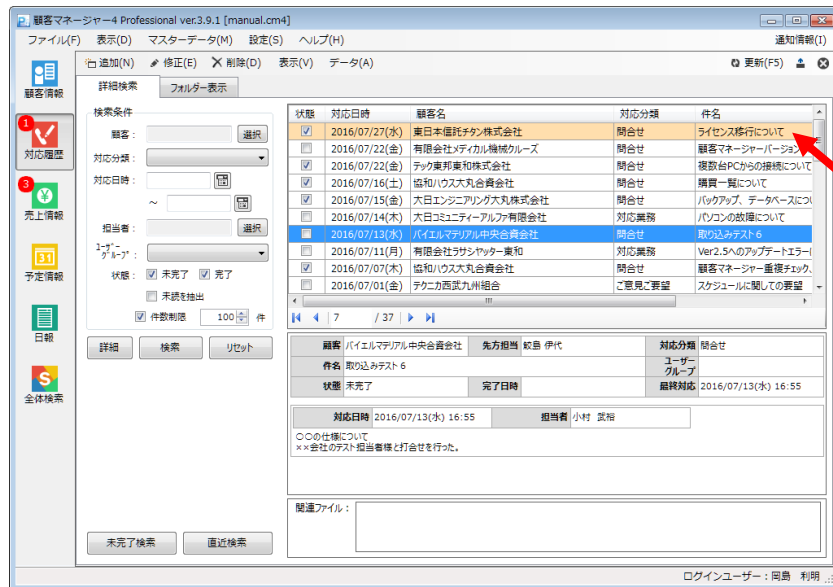 顧客マネージャー4 Professional ver.3.9.1 [manual.cm4]
ファイル(F) 表示(D) マスターデータ(M) 設定(S) ヘルプ(H) 通知情報(I)
追加(N) 修正(E) 削除(D) 表示(V) データ(A) 更新(F5)
顧客情報
1
対応履歴
3
売上情報
31
予定情報
日報
全体検索
詳細検索 フォルダー表示
検索条件
顧客： 選択
対応分類：
対応日時：
～
担当者： 選択
ユーザーグループ：
状態： 未完了 完了
未読を抽出
件数制限 100 件
詳細 検索 リセット
未完了検索 直近検索
状態 対応日時 顧客名 対応分類 件名
2016/07/27(水) 東日本信託チタン株式会社 問合せ ライセンス移行について
2016/07/22(金) 有限会社メディカル機械クルーズ 問合せ 顧客マネージャーバージョン
2016/07/22(金) テック東邦東和株式会社 問合せ 複数台PCからの接続について
2016/07/16(土) 協和ハウス大丸合資会社 問合せ 購買一覧について
2016/07/15(金) 大日エンジニアリング大丸株式会社 問合せ バックアップ、データベースについ
2016/07/14(木) 大日コミュニティーアルファ有限会社 対応業務 パソコンの故障について
2016/07/13(水) バイエルマテリアル中央合資会社 問合せ 取り込みテスト6
2016/07/11(月) 有限会社ラサシヤッター東和 対応業務 Ver2.5へのアップデートエラー
2016/07/07(木) 協和ハウス大丸合資会社 問合せ 顧客マネージャー重複チェック、
2016/07/01(金) テクニカ西武九州組合 ご意見ご要望 スケジュールに関しての要望
7 / 37
顧客 バイエルマテリアル中央合資会社 先方担当 鮫島 伊代 対応分類 問合せ
件名 取り込みテスト6 ユーザーグループ
状態 未完了 完了日時 最終対応 2016/07/13(水) 16:55
対応日時 2016/07/13(水) 16:55 担当者 小村 武裕
○○の仕様について
××会社のテスト担当者様と打合せを行った。
関連ファイル：
ログインユーザー：岡島 利明